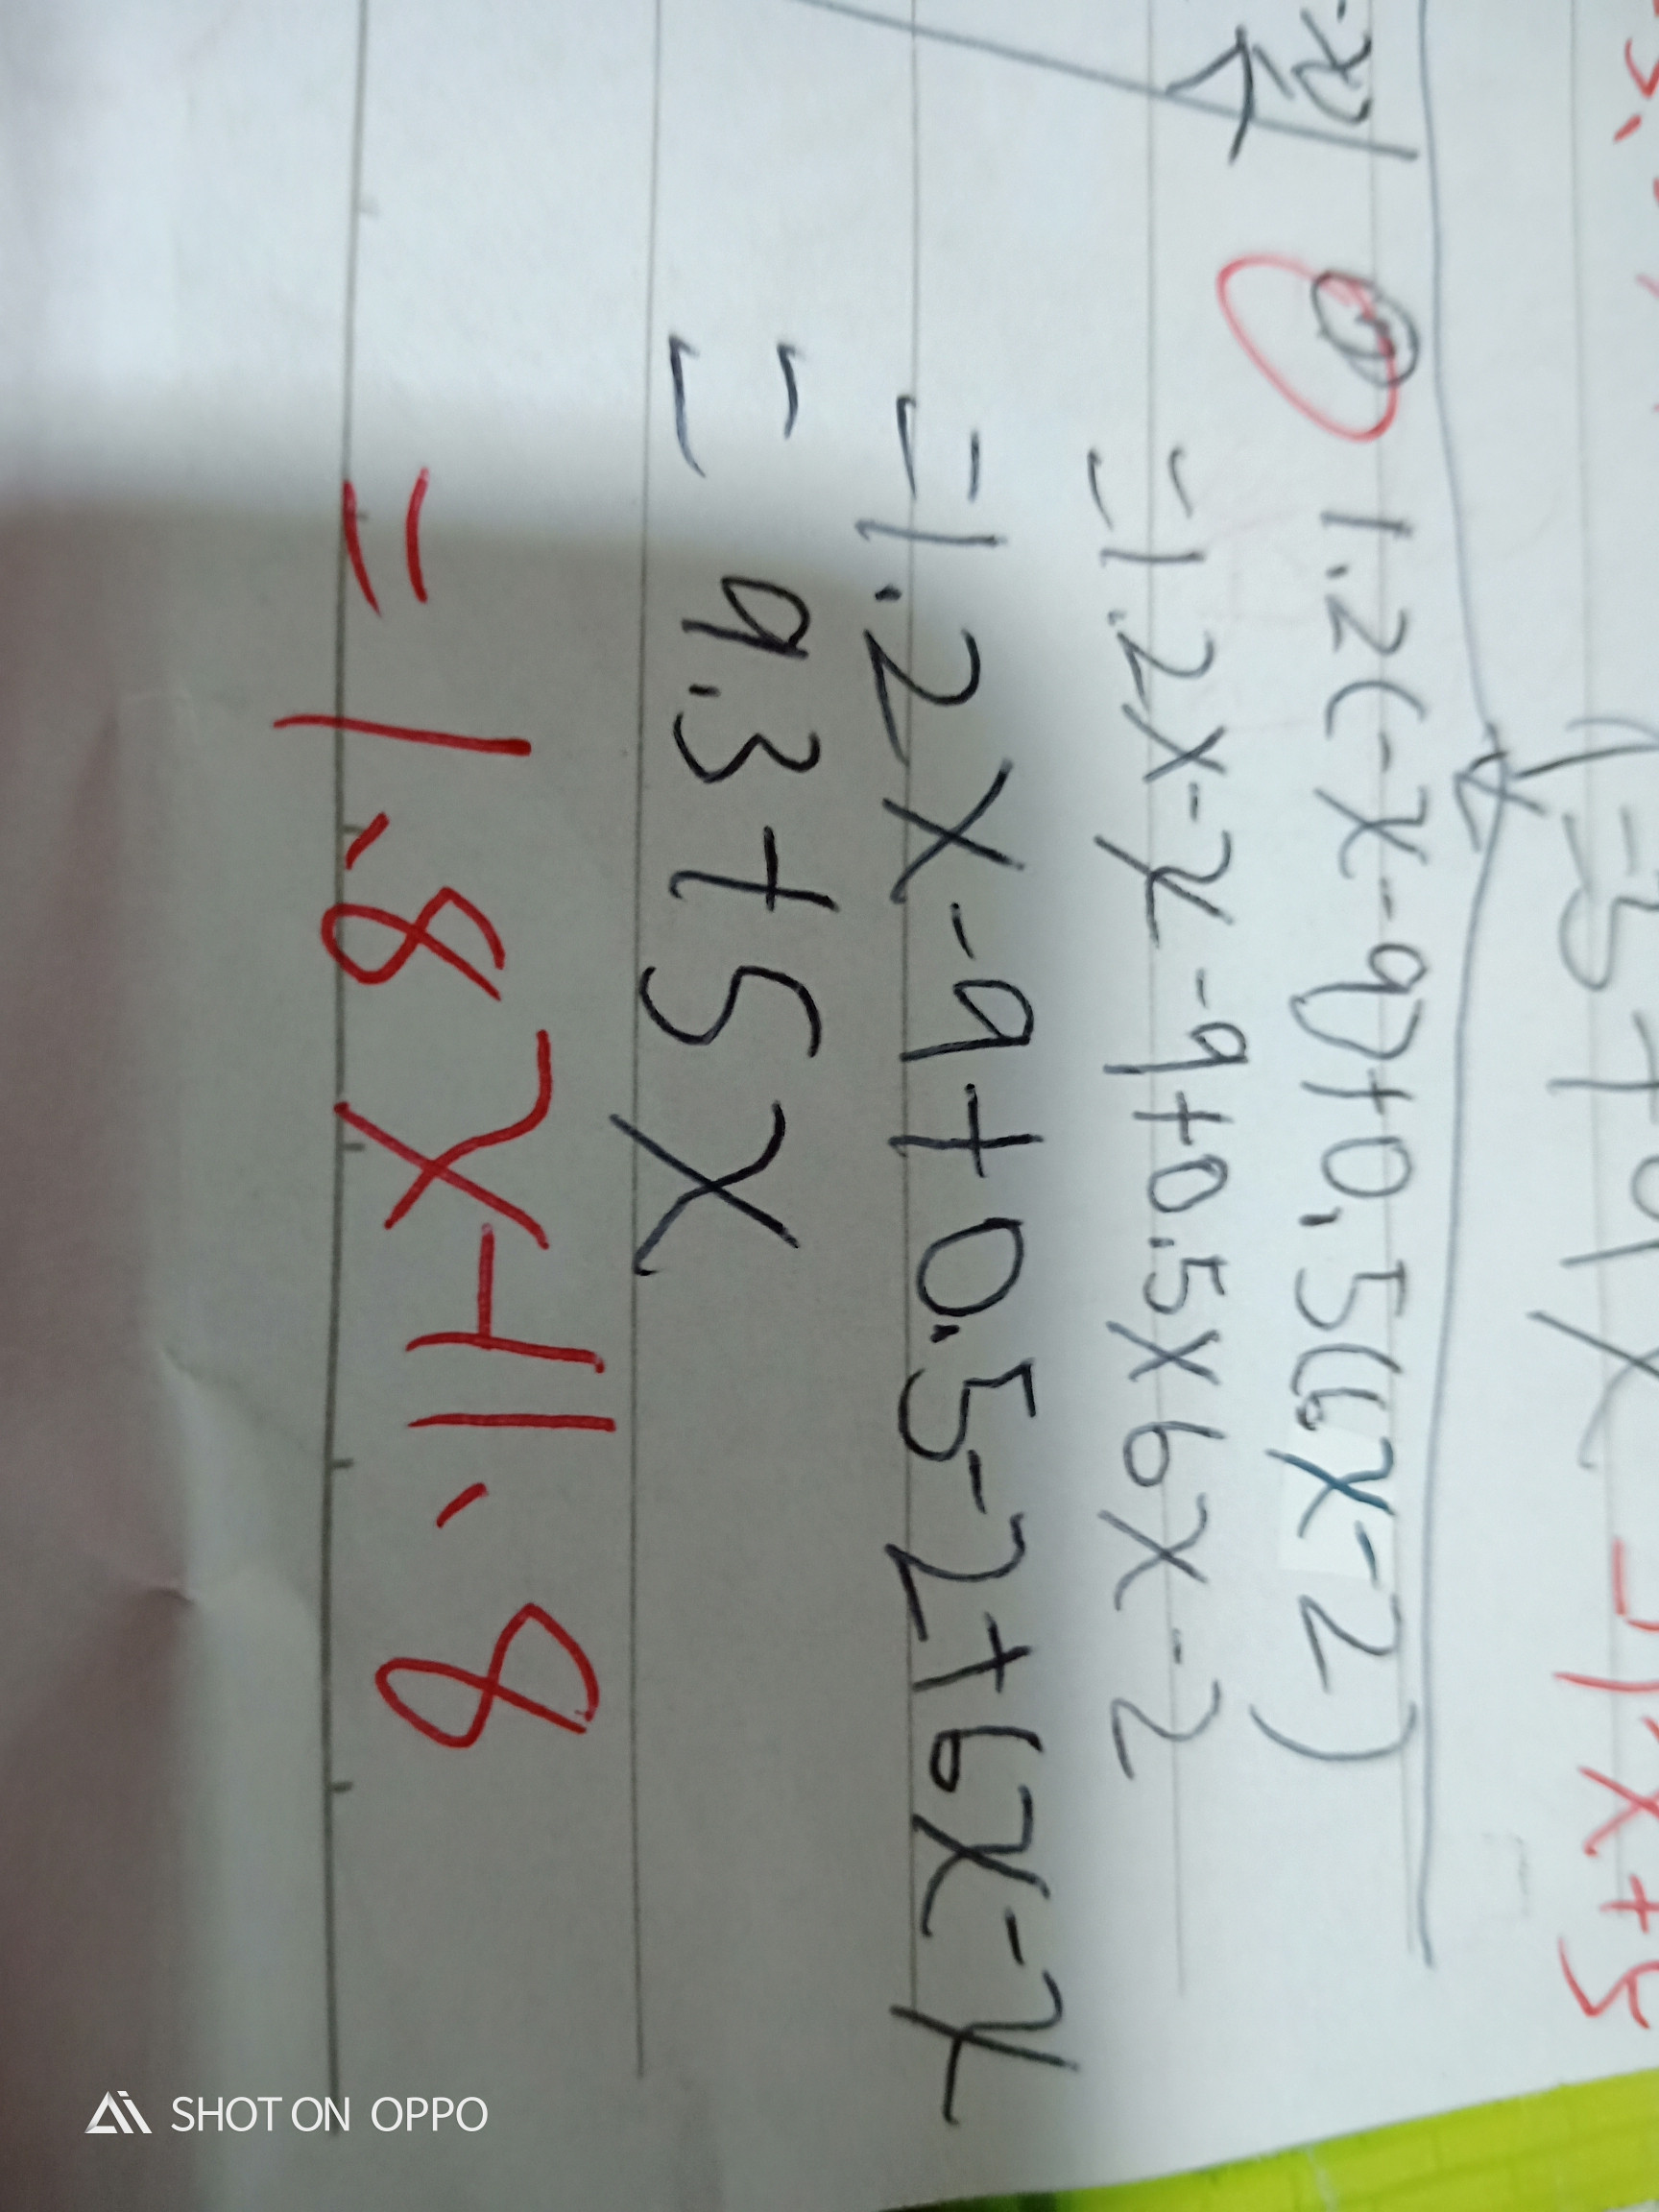 1.2(-x-9)+0.5(6x-2)
=1.2x-x-9+0.5x6x-2
=1.2x-9+0.5-2+6x-x
=9.3+5x
=1.8x-11.8
SHOT ON OPPO